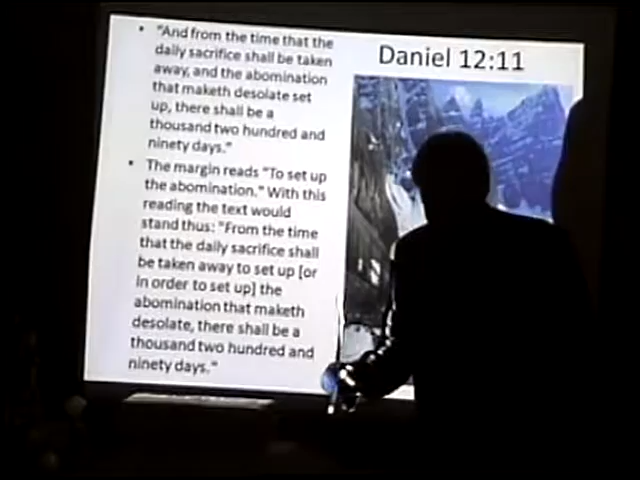 Daniel 12:11
• "And from the time that the
daily sacrifice shall be taken
away, and the abomination
that maketh desolate set
up, there shall be a
thousand two hundred and
ninety days."
• The margin reads "To set up
the abomination." With this
reading the text would
stand thus: "From the time
that the daily sacrifice shall
be taken away to set up [or
in order to set up] the
abomination that maketh
desolate, there shall be a
thousand two hundred and
ninety days."